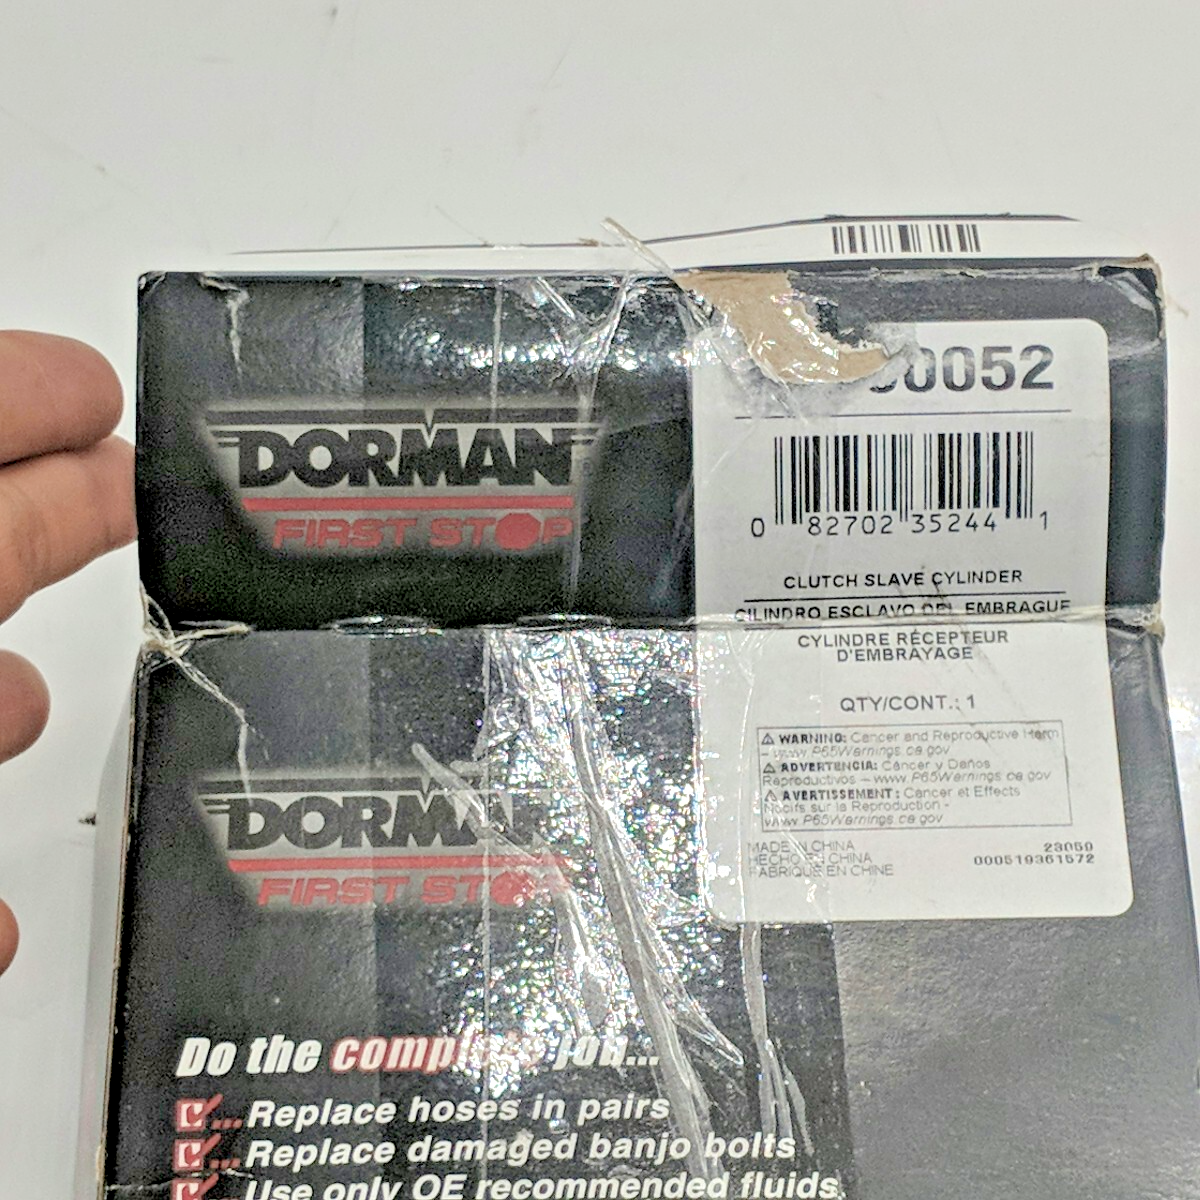 DORMAN
FIRST STOP
0052
0 82702 35244 1
CLUTCH SLAVE CYLINDER
CILINDRO ESCLAVO DEL EMBRAGUE
CYLINDRE RÉCEPTEUR
D'EMBRAYAGE
QTY/CONT.: 1
⚠ WARNING: Cancer and Reproductive Harm
– www.P65Warnings.ca.gov
⚠ ADVERTENCIA: Cáncer y Daños
Reproductivos – www.P65Warnings.ca.gov
⚠ AVERTISSEMENT : Cancer et Effects
Nocifs sur la Reproduction -
www.P65Warnings.ca.gov
MADE IN CHINA
HECHO EN CHINA
FABRIQUÉ EN CHINE
23059
000519361572
DORMAN
FIRST STOP
Do the complete job...
...Replace hoses in pairs
...Replace damaged banjo bolts
...Use only OE recommended fluids